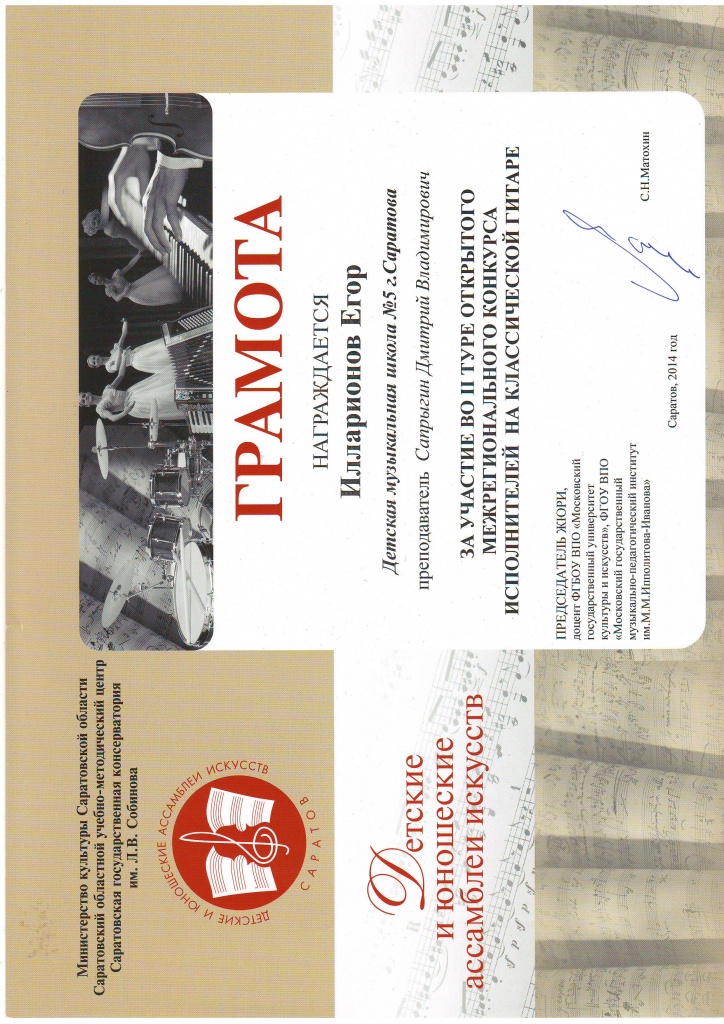 Министерство культуры Саратовской области
Саратовский областной учебно-методический центр
Саратовская государственная консерватория
им. Л.В. Собинова
ДЕТСКИЕ И ЮНОШЕСКИЕ АССАМБЛЕИ ИСКУССТВ
САРАТОВ
Детские
и юношеские
ассамблеи искусств
ГРАМОТА
НАГРАЖДАЕТСЯ
Илларионов Егор
Детская музыкальная школа №5 г.Саратова
преподаватель Сапрыгин Дмитрий Владимирович
ЗА УЧАСТИЕ ВО II ТУРЕ ОТКРЫТОГО
МЕЖРЕГИОНАЛЬНОГО КОНКУРСА
ИСПОЛНИТЕЛЕЙ НА КЛАССИЧЕСКОЙ ГИТАРЕ
ПРЕДСЕДАТЕЛЬ ЖЮРИ,
доцент ФГБОУ ВПО «Московский
государственный университет
культуры и искусств», ФГОУ ВПО
«Московский государственный
музыкально-педагогический институт
им.М.М.Ипполитова-Иванова»
С.Н.Матохин
Саратов, 2014 год